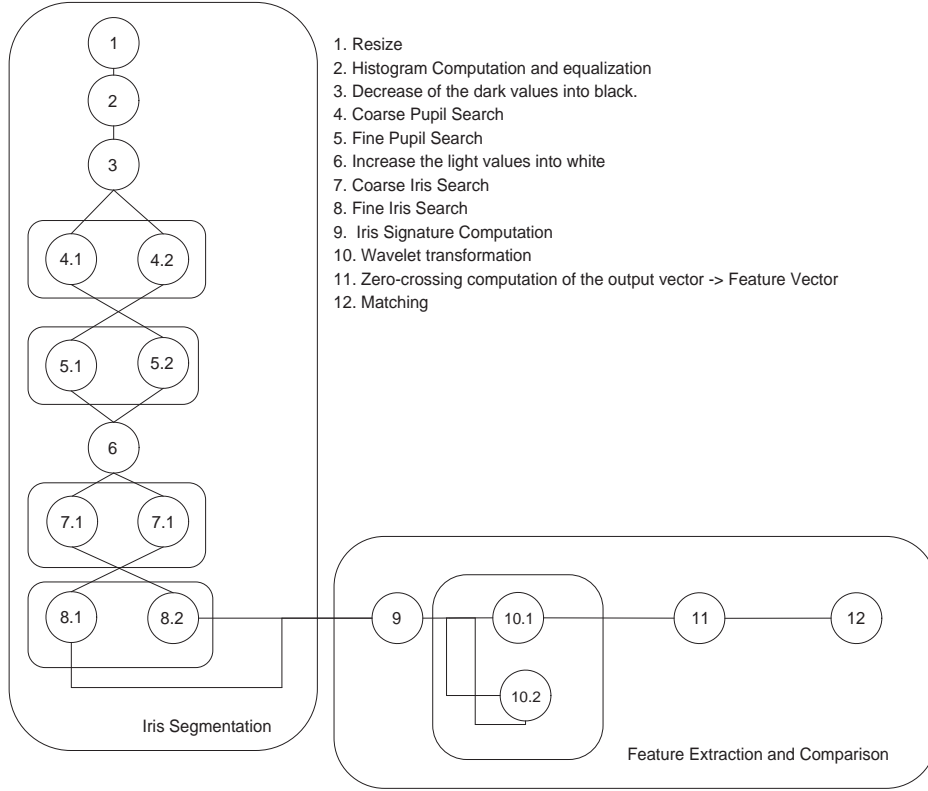 1
2
3
4.1
4.2
5.1
5.2
6
7.1
7.1
8.1
8.2
Iris Segmentation
1. Resize
2. Histogram Computation and equalization
3. Decrease of the dark values into black.
4. Coarse Pupil Search
5. Fine Pupil Search
6. Increase the light values into white
7. Coarse Iris Search
8. Fine Iris Search
9. Iris Signature Computation
10. Wavelet transformation
11. Zero-crossing computation of the output vector -> Feature Vector
12. Matching
9
10.1
10.2
11
12
Feature Extraction and Comparison